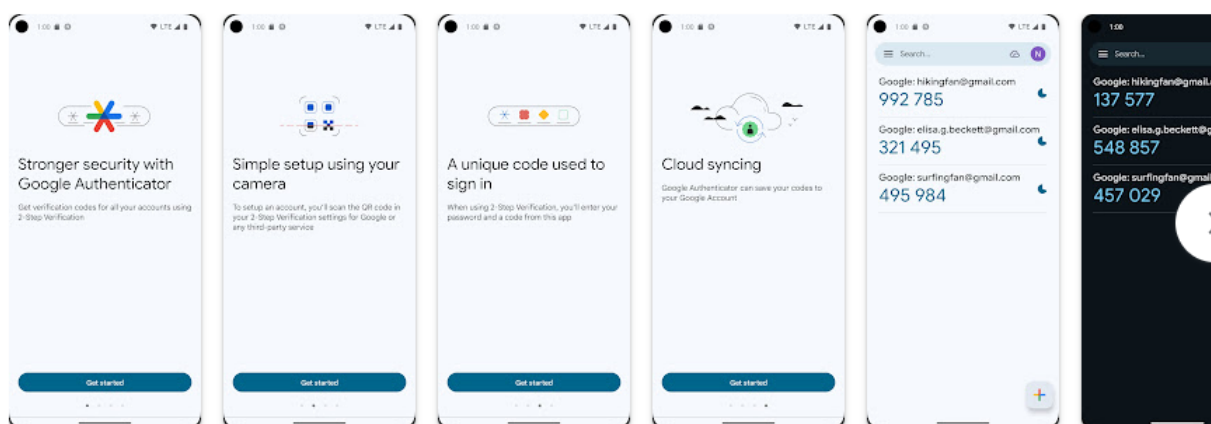 1:00
LTE
Stronger security with
Google Authenticator
Get verification codes for all your accounts using
2-Step Verification
Get started
1:00
LTE
Simple setup using your
camera
To setup an account, you'll scan the QR code in
your 2-Step Verification settings for Google or
any third-party service
Get started
1:00
LTE
A unique code used to
sign in
When using 2-Step Verification, you'll enter your
password and a code from this app
Get started
1:00
LTE
Cloud syncing
Google Authenticator can save your codes to
your Google Account
Get started
1:00
LTE
Search...
N
Google: hikingfan@gmail.com
992 785
Google: elisa.g.beckett@gmail.com
321 495
Google: surfingfan@gmail.com
495 984
1:00
Search...
Google: hikingfan@gmail.
137 577
Google: elisa.g.beckett@g
548 857
Google: surfingfan@gmail
457 029